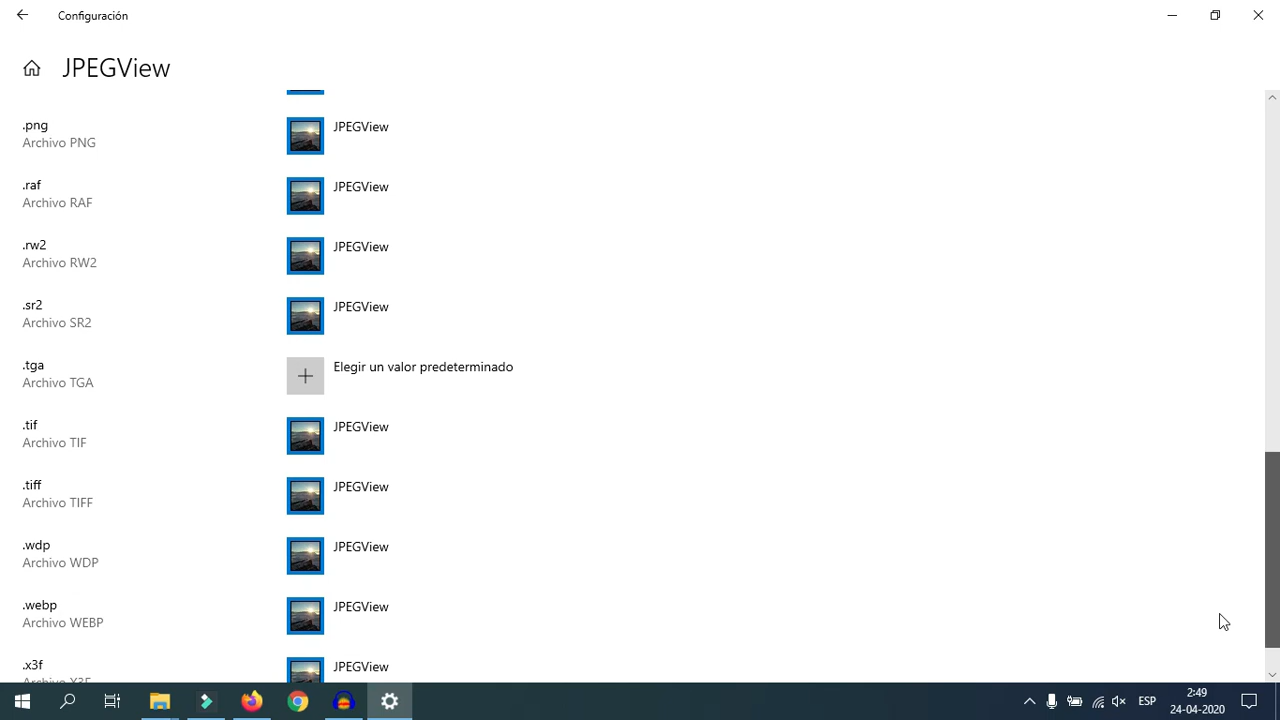 Configuración
JPEGView
.png
Archivo PNG
JPEGView
.raf
Archivo RAF
JPEGView
.rw2
Archivo RW2
JPEGView
.sr2
Archivo SR2
JPEGView
.tga
Archivo TGA
Elegir un valor predeterminado
.tif
Archivo TIF
JPEGView
.tiff
Archivo TIFF
JPEGView
.wdp
Archivo WDP
JPEGView
.webp
Archivo WEBP
JPEGView
.x3f
Archivo X3F
JPEGView
ESP
2:49
24-04-2020